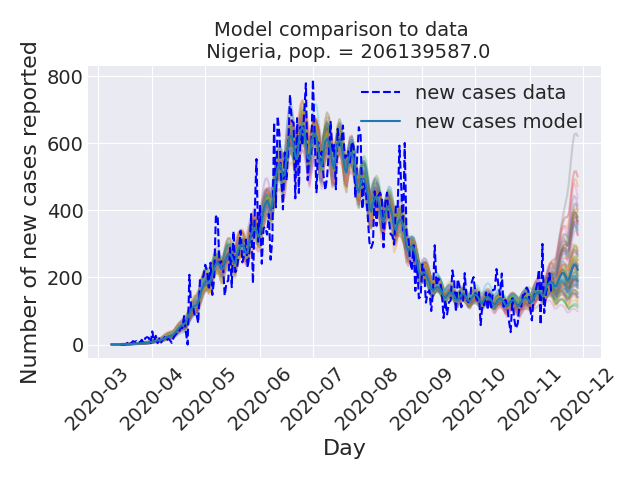 Model comparison to data
Nigeria, pop. = 206139587.0
Number of new cases reported
800
600
400
200
0
new cases data
new cases model
2020-03
2020-04
2020-05
2020-06
2020-07
2020-08
2020-09
2020-10
2020-11
2020-12
Day